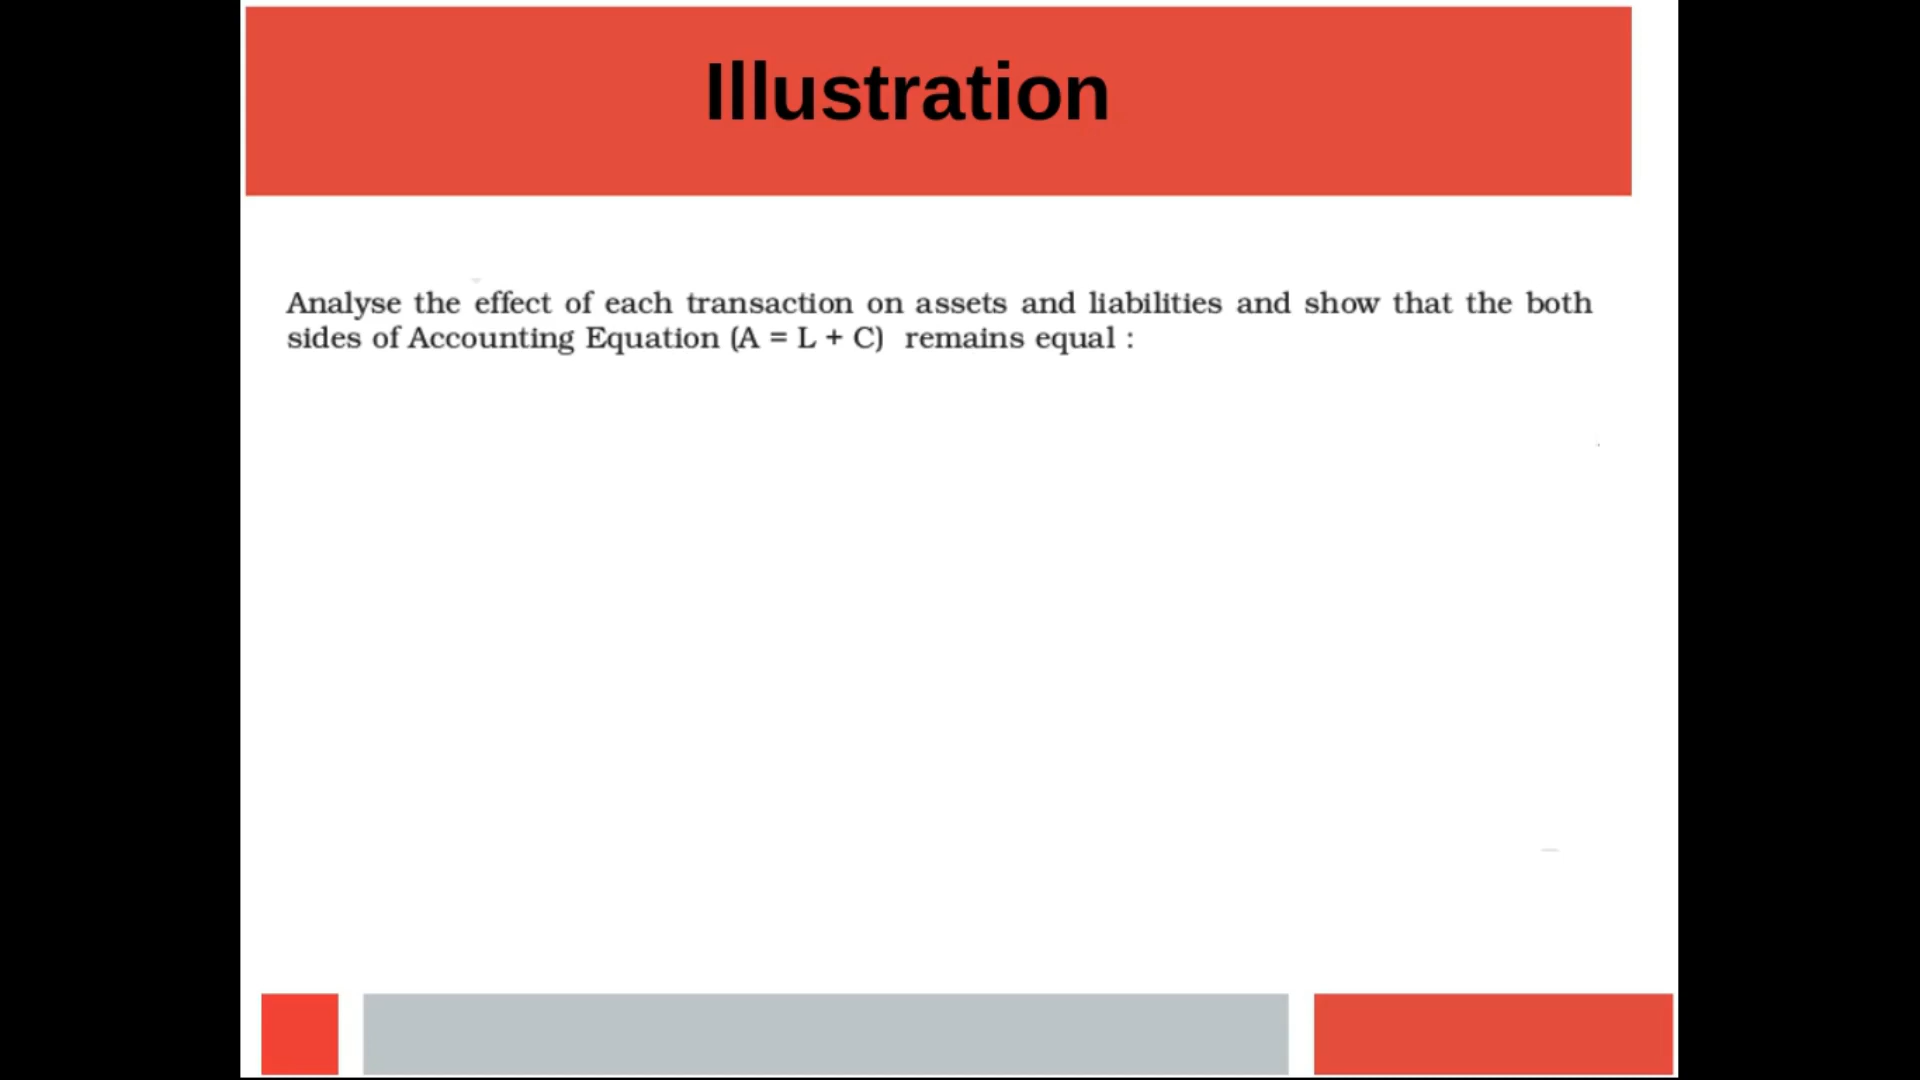 Illustration
Analyse the effect of each transaction on assets and liabilities and show that the both
sides of Accounting Equation (A = L + C) remains equal :